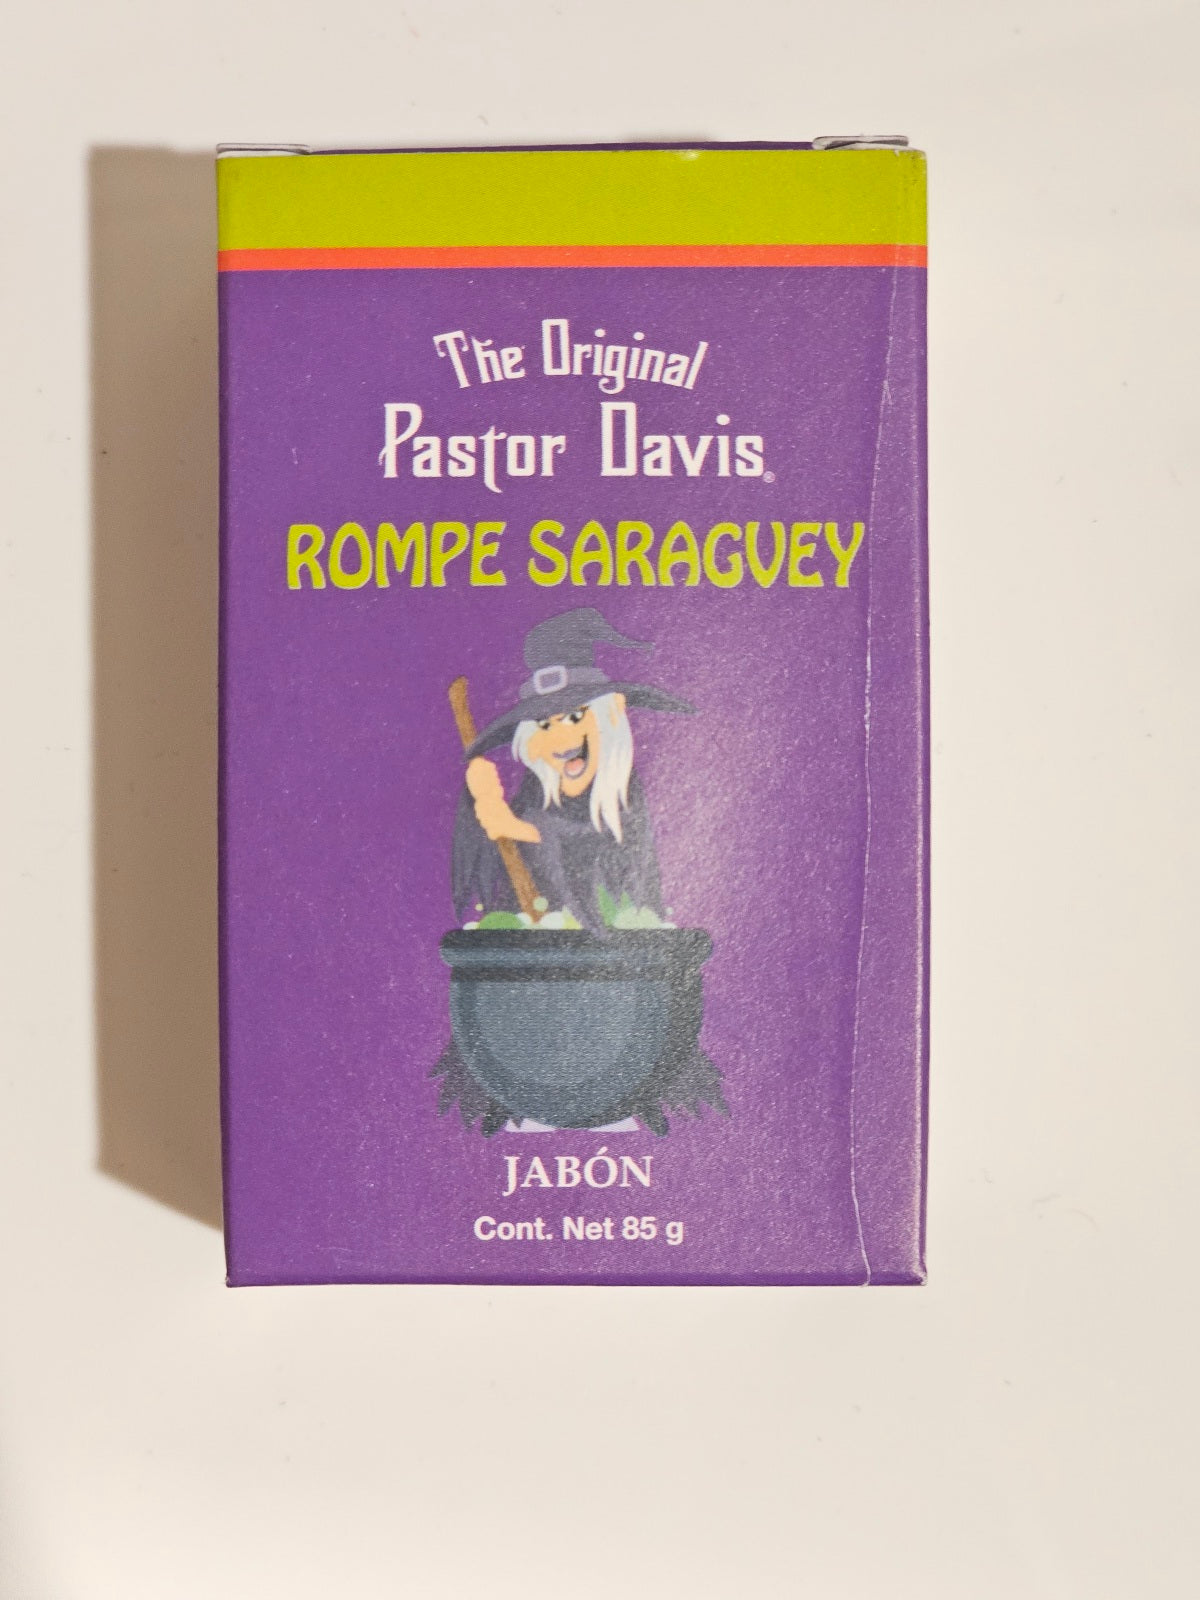 The Original
Pastor Davis®
ROMPE SARAGUEY
JABÓN
Cont. Net 85 g